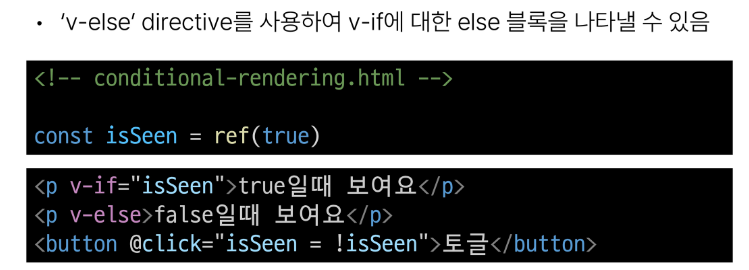 • 'v-else' directive를 사용하여 v-if에 대한 else 블록을 나타낼 수 있음
<!-- conditional-rendering.html -->
const isSeen = ref(true)
<p v-if="isSeen">true일때 보여요</p>
<p v-else>false일때 보여요</p>
<button @click="isSeen = !isSeen">토글</button>